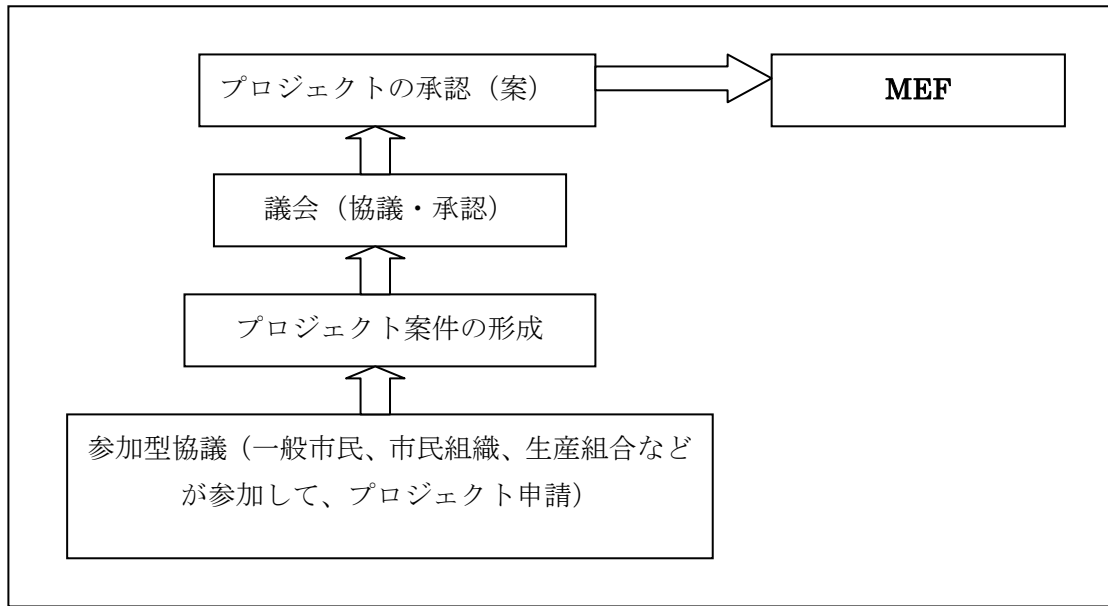 プロジェクトの承認（案）
MEF
議会（協議・承認）
プロジェクト案件の形成
参加型協議（一般市民、市民組織、生産組合など
が参加して、プロジェクト申請）